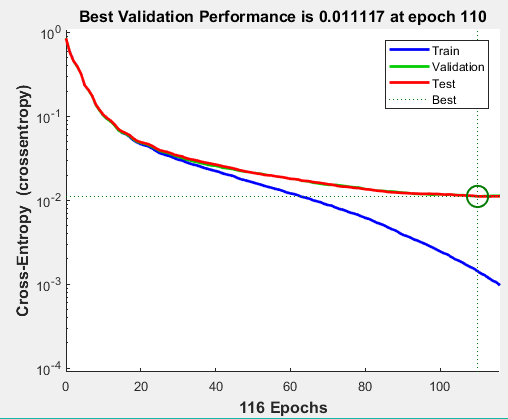 Best Validation Performance is 0.011117 at epoch 110
Train
Validation
Test
Best
10^0
10^-1
10^-2
10^-3
10^-4
Cross-Entropy (crossentropy)
0 20 40 60 80 100
116 Epochs